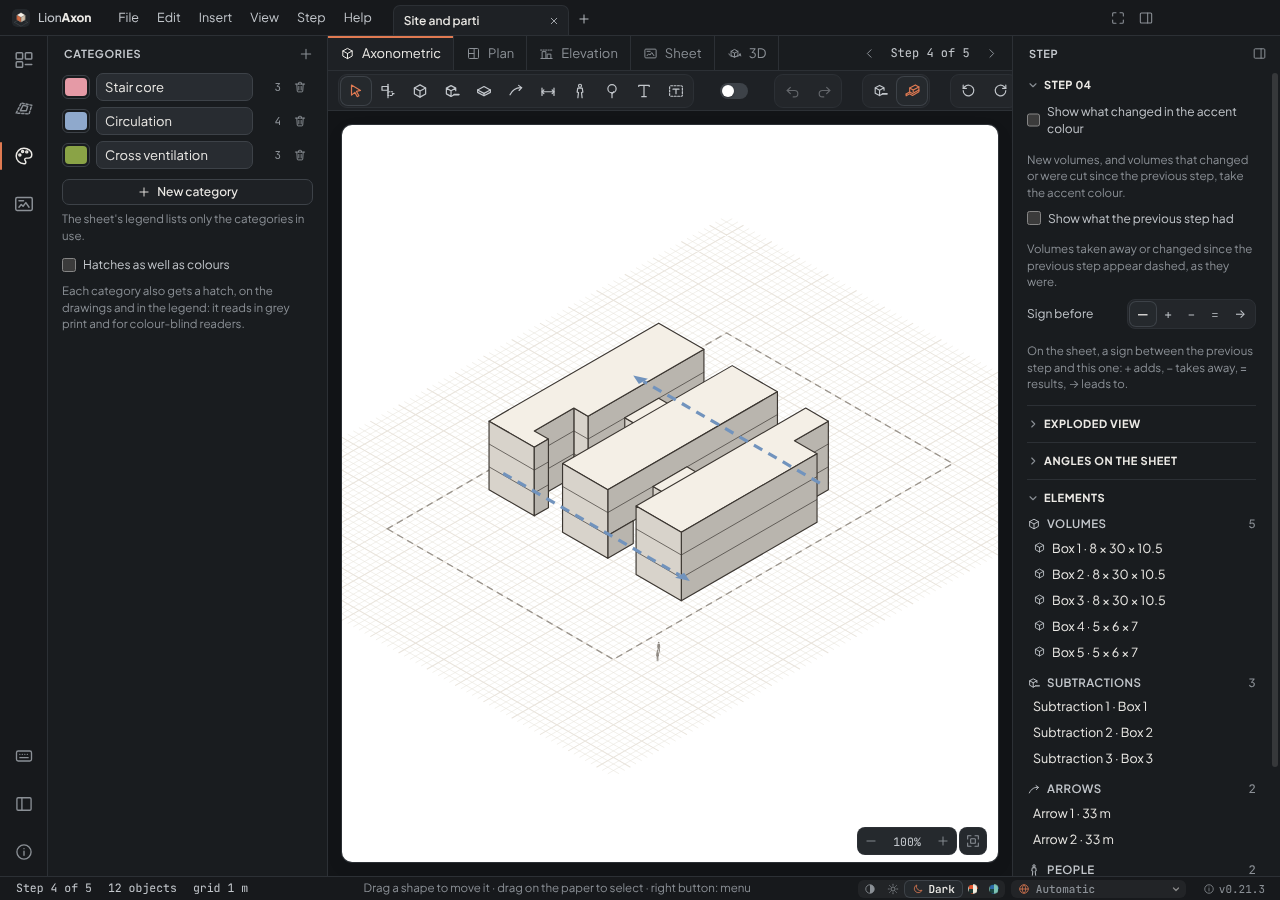 LionAxon File Edit Insert View Step Help Site and parti
CATEGORIES
Stair core 3
Circulation 4
Cross ventilation 3
New category
The sheet's legend lists only the categories in
use.
Hatches as well as colours
Each category also gets a hatch, on the
drawings and in the legend: it reads in grey
print and for colour-blind readers.
Axonometric Plan Elevation Sheet 3D Step 4 of 5
100%
STEP
STEP 04
Show what changed in the accent
colour
New volumes, and volumes that changed
or were cut since the previous step, take
the accent colour.
Show what the previous step had
Volumes taken away or changed since the
previous step appear dashed, as they
were.
Sign before — + − = →
On the sheet, a sign between the previous
step and this one: + adds, − takes away, =
results, → leads to.
EXPLODED VIEW
ANGLES ON THE SHEET
ELEMENTS
VOLUMES 5
Box 1 · 8 × 30 × 10.5
Box 2 · 8 × 30 × 10.5
Box 3 · 8 × 30 × 10.5
Box 4 · 5 × 6 × 7
Box 5 · 5 × 6 × 7
SUBTRACTIONS 3
Subtraction 1 · Box 1
Subtraction 2 · Box 2
Subtraction 3 · Box 3
ARROWS 2
Arrow 1 · 33 m
Arrow 2 · 33 m
PEOPLE 2
Step 4 of 5 12 objects grid 1 m Drag a shape to move it · drag on the paper to select · right button: menu Dark Automatic v0.21.3